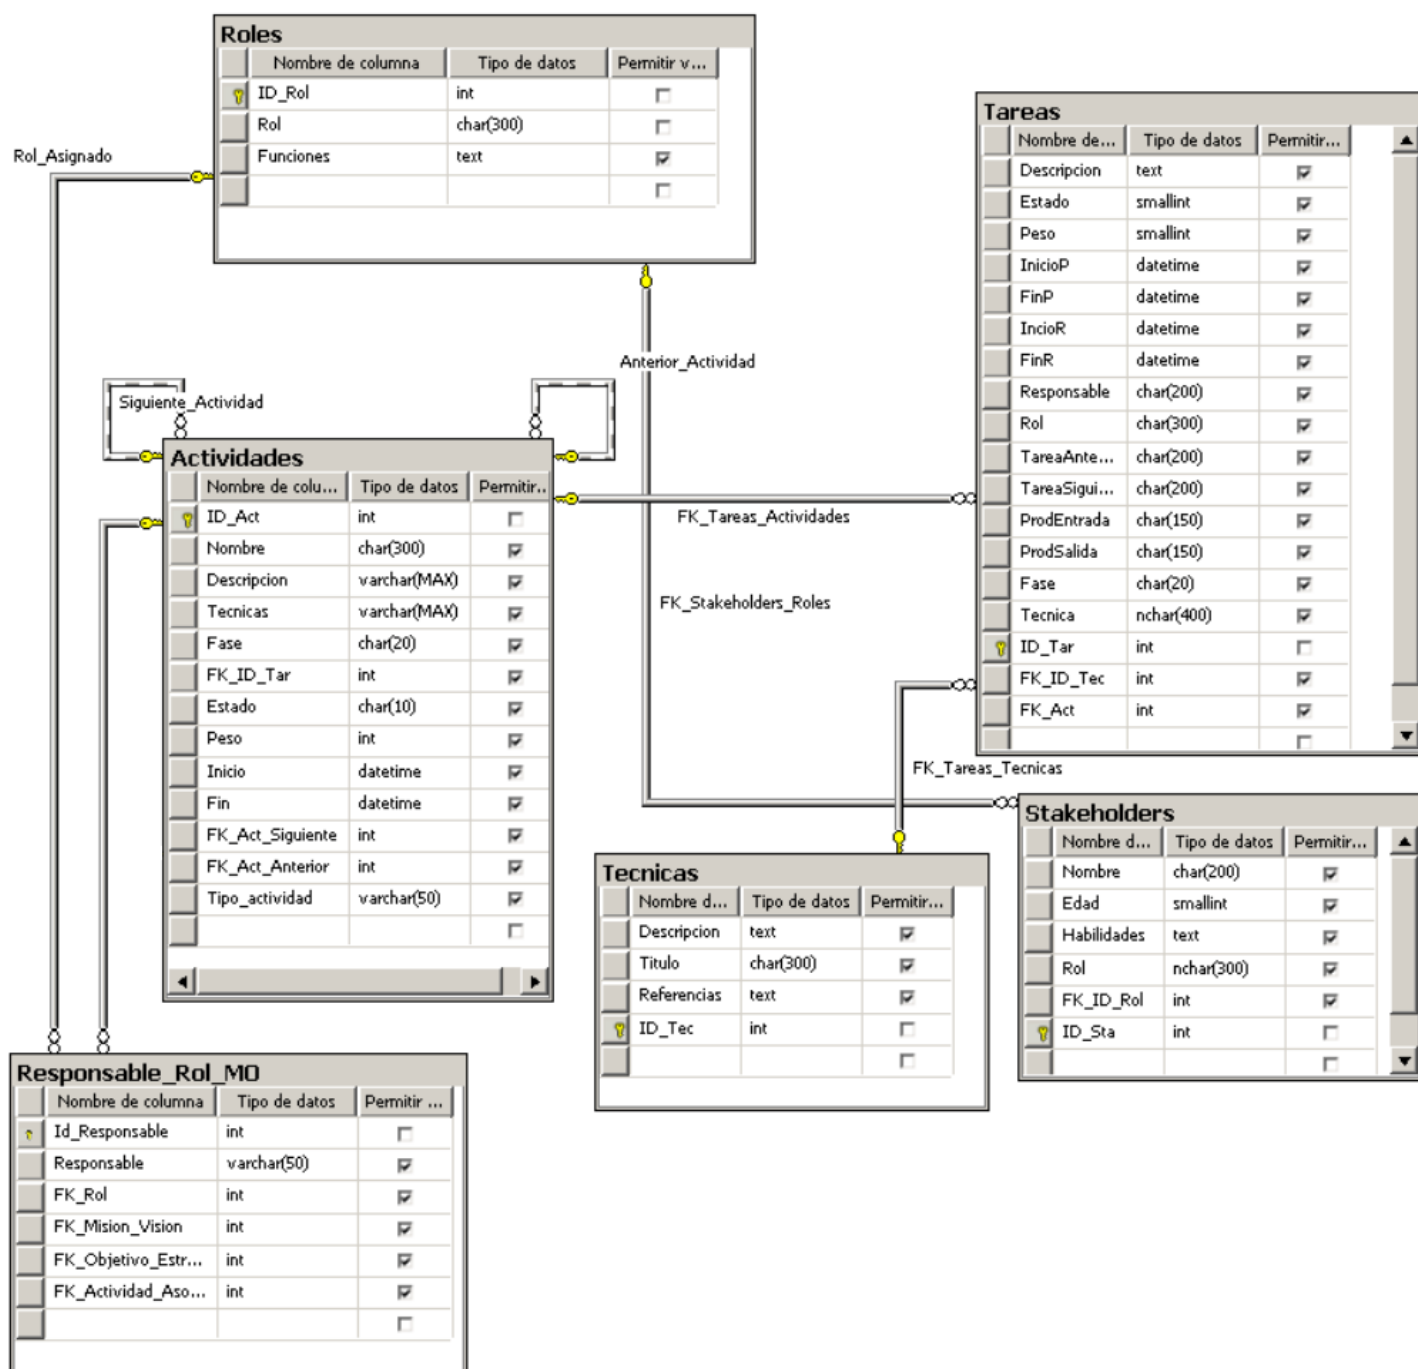 Roles
Nombre de columna Tipo de datos Permitir v...
ID_Rol int
Rol char(300)
Funciones text
Rol_Asignado
Tareas
Nombre de... Tipo de datos Permitir...
Descripcion text
Estado smallint
Peso smallint
InicioP datetime
FinP datetime
IncioR datetime
FinR datetime
Responsable char(200)
Rol char(300)
TareaAnte... char(200)
TareaSigui... char(200)
ProdEntrada char(150)
ProdSalida char(150)
Fase char(20)
Tecnica nchar(400)
ID_Tar int
FK_ID_Tec int
FK_Act int
Anterior_Actividad
Siguiente_Actividad
Actividades
Nombre de colu... Tipo de datos Permitir..
ID_Act int
Nombre char(300)
Descripcion varchar(MAX)
Tecnicas varchar(MAX)
Fase char(20)
FK_ID_Tar int
Estado char(10)
Peso int
Inicio datetime
Fin datetime
FK_Act_Siguiente int
FK_Act_Anterior int
Tipo_actividad varchar(50)
FK_Tareas_Actividades
FK_Stakeholders_Roles
FK_Tareas_Tecnicas
Stakeholders
Nombre d... Tipo de datos Permitir...
Nombre char(200)
Edad smallint
Habilidades text
Rol nchar(300)
FK_ID_Rol int
ID_Sta int
Tecnicas
Nombre d... Tipo de datos Permitir...
Descripcion text
Titulo char(300)
Referencias text
ID_Tec int
Responsable_Rol_MO
Nombre de columna Tipo de datos Permitir ...
Id_Responsable int
Responsable varchar(50)
FK_Rol int
FK_Mision_Vision int
FK_Objetivo_Estr... int
FK_Actividad_Aso... int